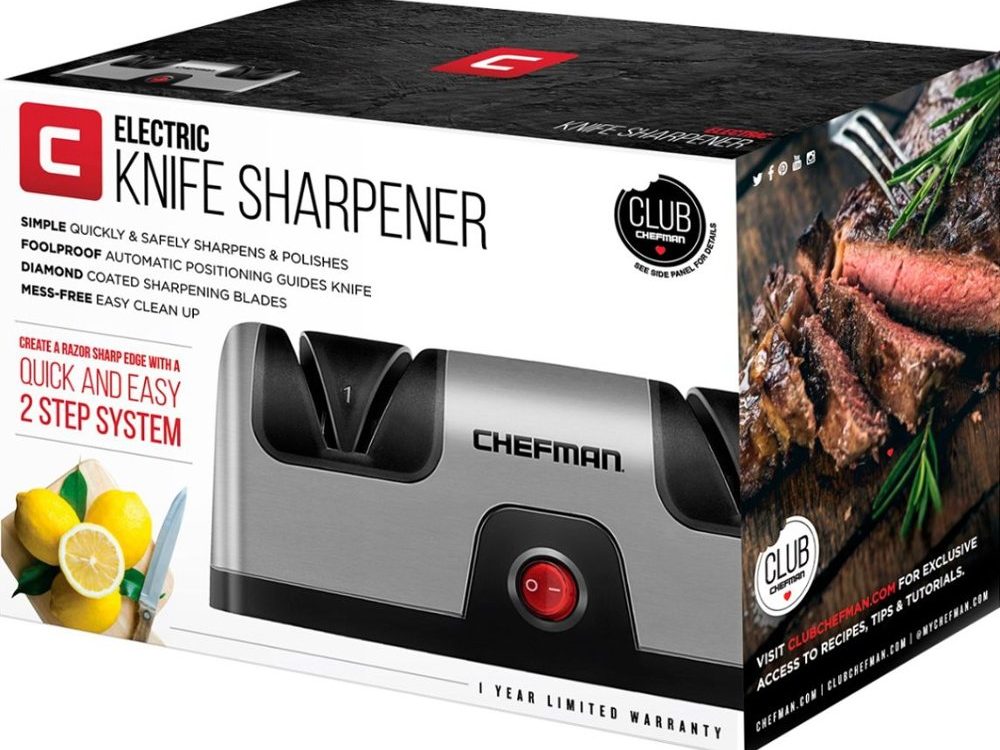 C
KNIFE SHARPENER ELECTRIC
CHEFMAN
C
ELECTRIC
KNIFE SHARPENER
SIMPLE QUICKLY & SAFELY SHARPENS & POLISHES
FOOLPROOF AUTOMATIC POSITIONING GUIDES KNIFE
DIAMOND COATED SHARPENING BLADES
MESS-FREE EASY CLEAN UP
CREATE A RAZOR SHARP EDGE WITH A
QUICK AND EASY
2 STEP SYSTEM
CLUB
CHEFMAN
SEE SIDE PANEL FOR DETAILS
1
CHEFMAN.
1 YEAR LIMITED WARRANTY
CLUB
CHEFMAN
VISIT CLUBCHEFMAN.COM FOR EXCLUSIVE
ACCESS TO RECIPES, TIPS & TUTORIALS.
CHEFMAN.COM | CLUBCHEFMAN.COM | @MYCHEFMAN.COM